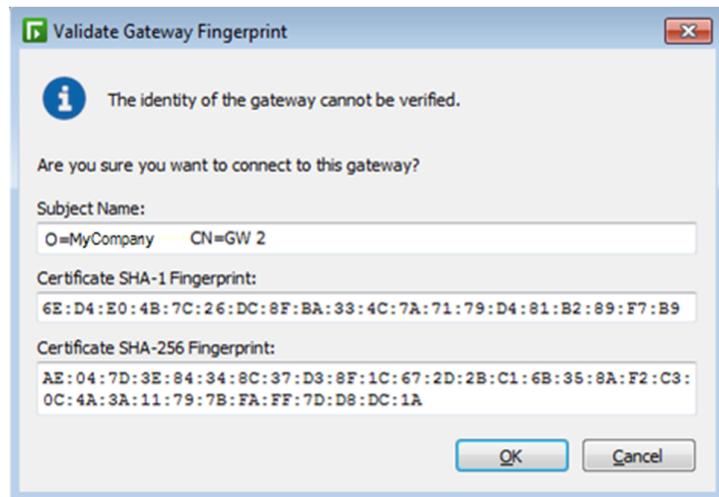 Validate Gateway Fingerprint
The identity of the gateway cannot be verified.
Are you sure you want to connect to this gateway?
Subject Name:
O=MyCompany CN=GW 2
Certificate SHA-1 Fingerprint:
6E:D4:E0:4B:7C:26:DC:8F:BA:33:4C:7A:71:79:D4:81:B2:89:F7:B9
Certificate SHA-256 Fingerprint:
AE:04:7D:3E:84:34:8C:37:D3:8F:1C:67:2D:2B:C1:6B:35:8A:F2:C3:
0C:4A:3A:11:79:7B:FA:FF:7D:D8:DC:1A
OK Cancel